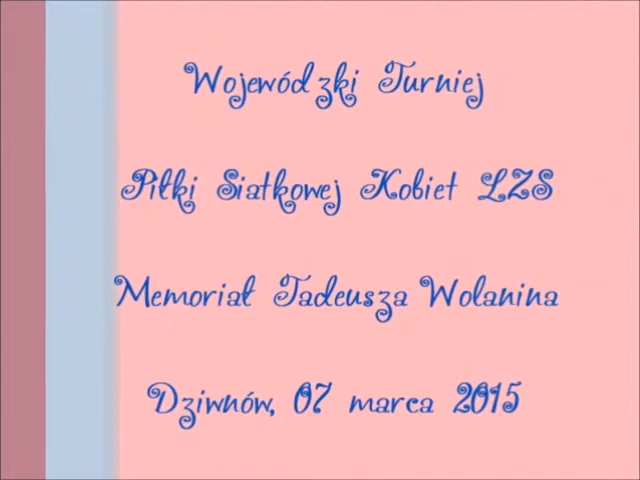 Wojewódzki Turniej
Piłki Siatkowej Kobiet LZS
Memoriał Tadeusza Wolanina
Dziwnów, 07 marca 2015